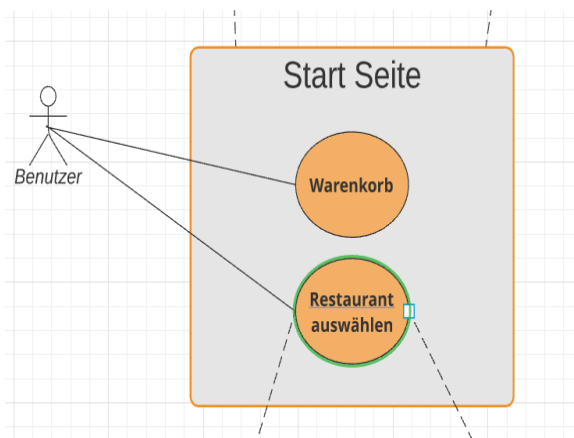 Start Seite
Warenkorb
Benutzer
Restaurant
auswählen